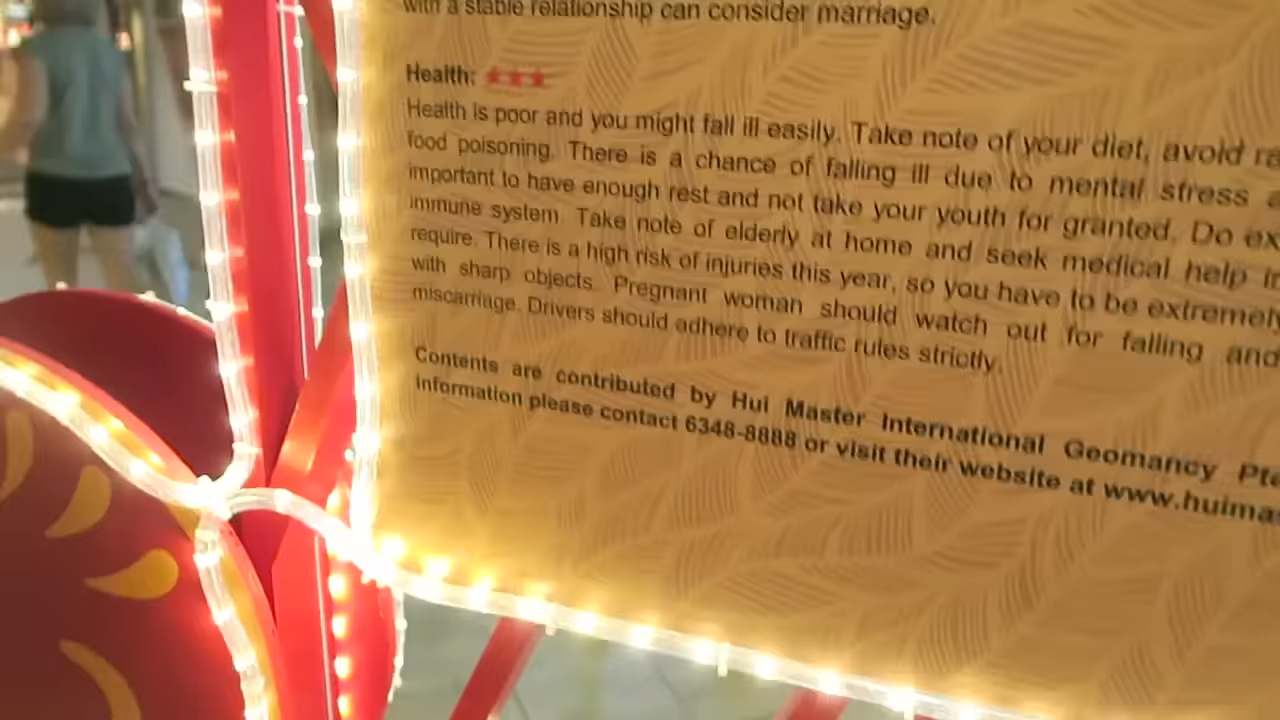 with a stable relationship can consider marriage.
Health: ★★★
Health is poor and you might fall ill easily. Take note of your diet, avoid
food poisoning. There is a chance of falling ill due to mental stress
important to have enough rest and not take your youth for granted. Do
immune system. Take note of elderly at home and seek medical help
require. There is a high risk of injuries this year, so you have to be extremely
with sharp objects. Pregnant woman should watch out for falling and
miscarriage. Drivers should adhere to traffic rules strictly.
Contents are contributed by Hui Master International Geomancy Pte
information please contact 6348-8888 or visit their website at www.huima